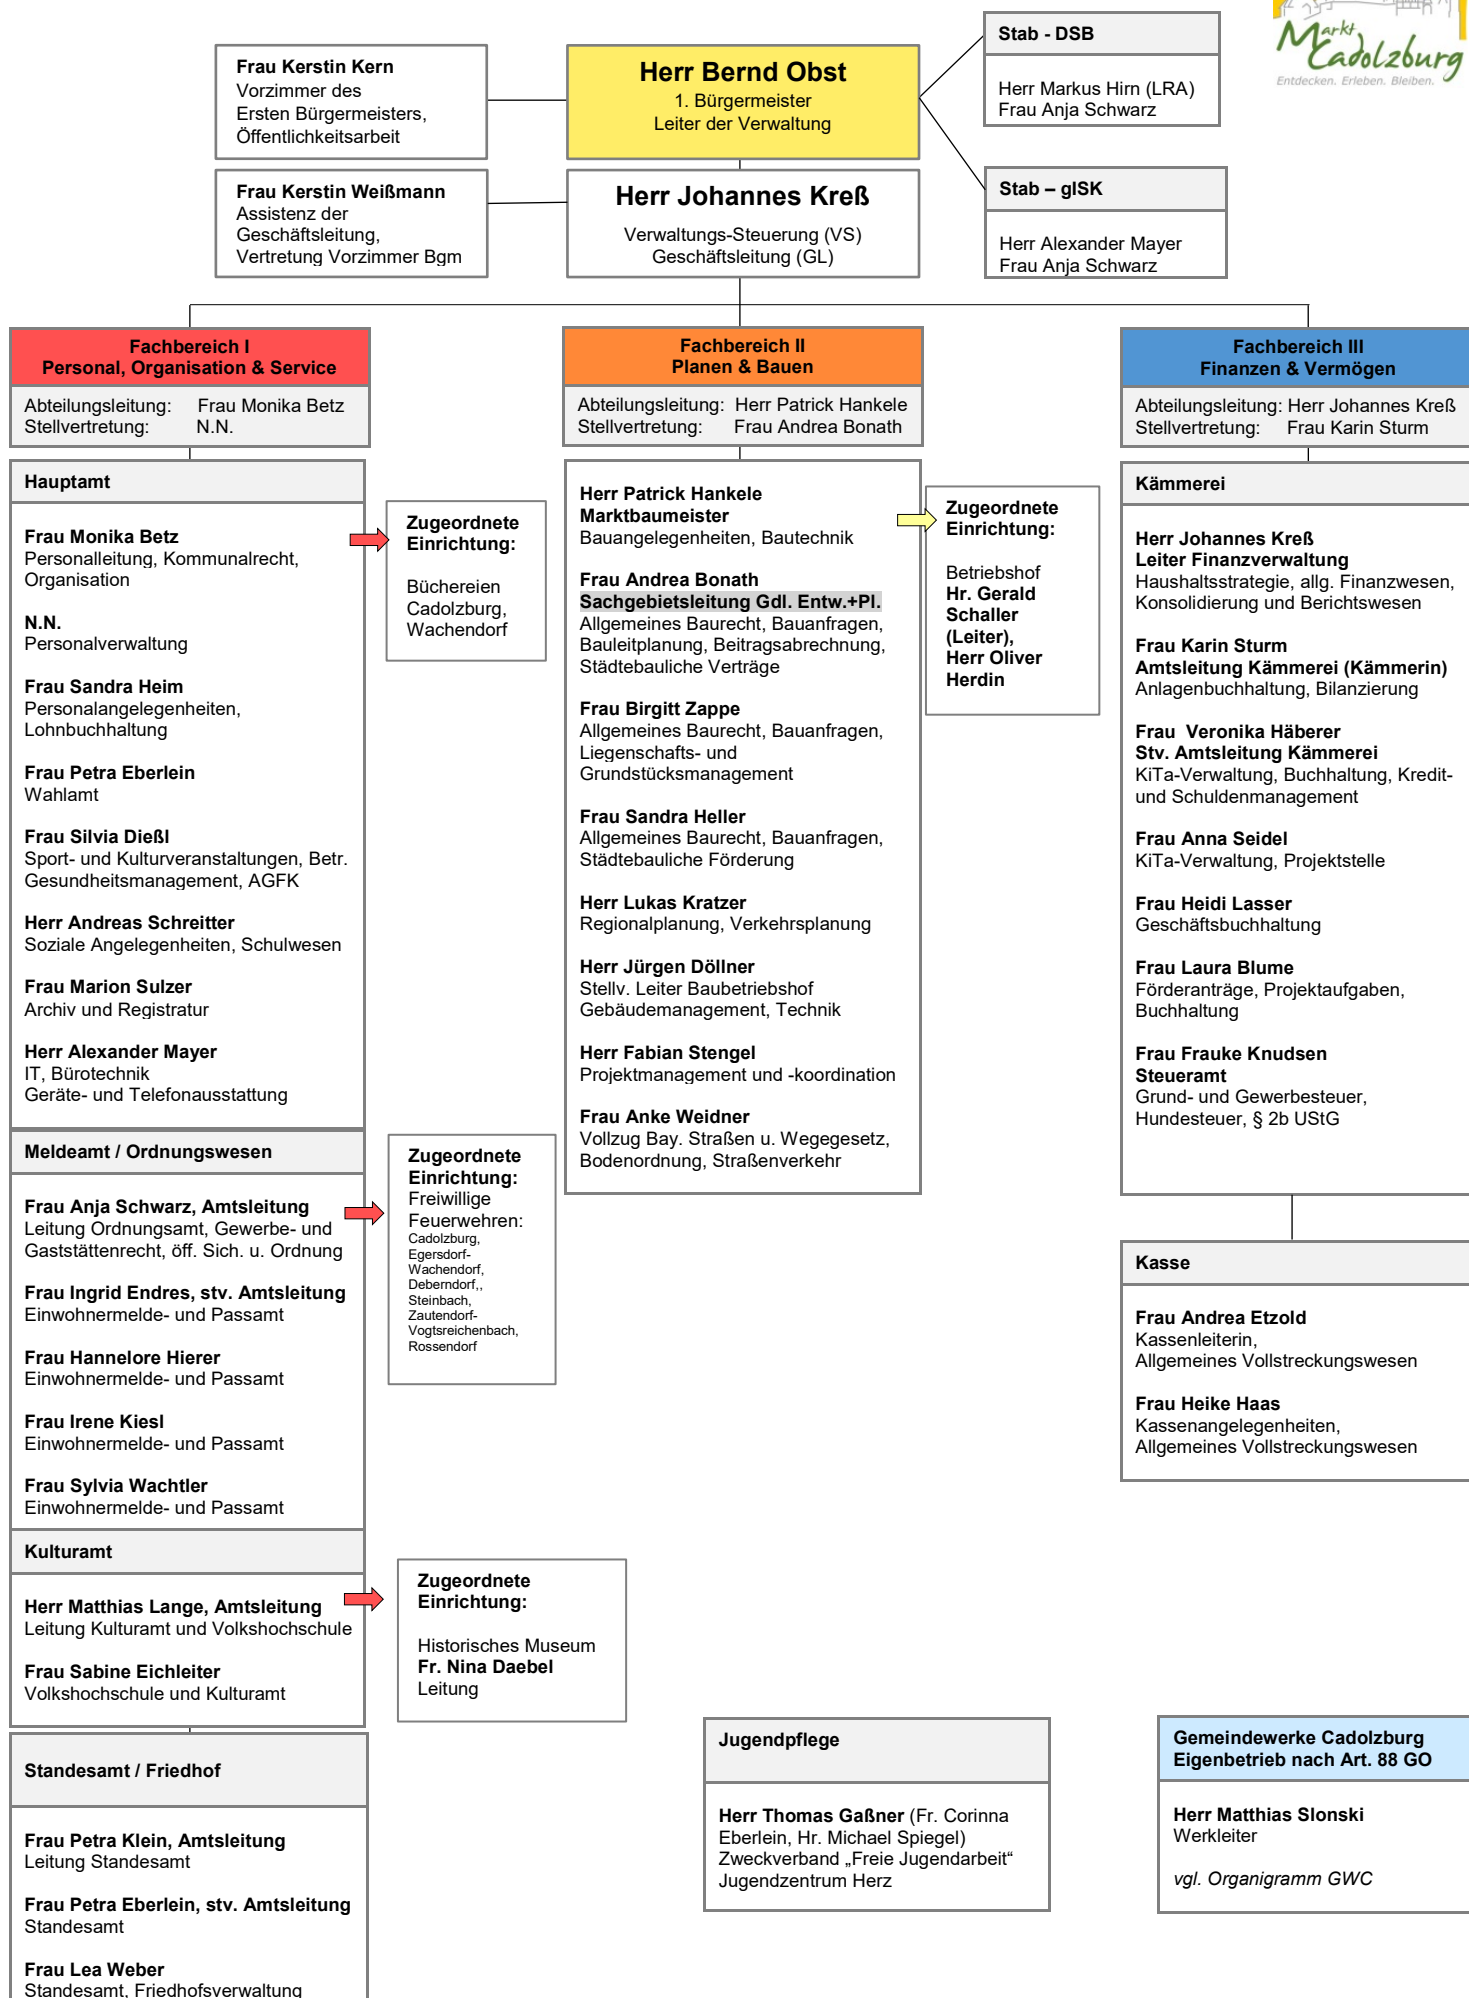 Markt
Cadolzburg
Entdecken. Erleben. Bleiben.
Frau Kerstin Kern
Vorzimmer des
Ersten Bürgermeisters,
Öffentlichkeitsarbeit
Herr Bernd Obst
1. Bürgermeister
Leiter der Verwaltung
Stab - DSB
Herr Markus Hirn (LRA)
Frau Anja Schwarz
Frau Kerstin Weißmann
Assistenz der
Geschäftsleitung,
Vertretung Vorzimmer Bgm
Herr Johannes Kreß
Verwaltungs-Steuerung (VS)
Geschäftsleitung (GL)
Stab – gISK
Herr Alexander Mayer
Frau Anja Schwarz
Fachbereich I
Personal, Organisation & Service
Abteilungsleitung: Frau Monika Betz
Stellvertretung: N.N.
Hauptamt
Frau Monika Betz
Personalleitung, Kommunalrecht,
Organisation
N.N.
Personalverwaltung
Frau Sandra Heim
Personalangelegenheiten,
Lohnbuchhaltung
Frau Petra Eberlein
Wahlamt
Frau Silvia Dießl
Sport- und Kulturveranstaltungen, Betr.
Gesundheitsmanagement, AGFK
Herr Andreas Schreitter
Soziale Angelegenheiten, Schulwesen
Frau Marion Sulzer
Archiv und Registratur
Herr Alexander Mayer
IT, Bürotechnik
Geräte- und Telefonausstattung
Zugeordnete
Einrichtung:
Büchereien
Cadolzburg,
Wachendorf
Meldeamt / Ordnungswesen
Frau Anja Schwarz, Amtsleitung
Leitung Ordnungsamt, Gewerbe- und
Gaststättenrecht, öff. Sich. u. Ordnung
Frau Ingrid Endres, stv. Amtsleitung
Einwohnermelde- und Passamt
Frau Hannelore Hierer
Einwohnermelde- und Passamt
Frau Irene Kiesl
Einwohnermelde- und Passamt
Frau Sylvia Wachtler
Einwohnermelde- und Passamt
Zugeordnete
Einrichtung:
Freiwillige
Feuerwehren:
Cadolzburg,
Egersdorf-
Wachendorf,
Deberndorf,,
Steinbach,
Zautendorf-
Vogtsreichenbach,
Rossendorf
Kulturamt
Herr Matthias Lange, Amtsleitung
Leitung Kulturamt und Volkshochschule
Frau Sabine Eichleiter
Volkshochschule und Kulturamt
Zugeordnete
Einrichtung:
Historisches Museum
Fr. Nina Daebel
Leitung
Standesamt / Friedhof
Frau Petra Klein, Amtsleitung
Leitung Standesamt
Frau Petra Eberlein, stv. Amtsleitung
Standesamt
Frau Lea Weber
Standesamt, Friedhofsverwaltung
Fachbereich II
Planen & Bauen
Abteilungsleitung: Herr Patrick Hankele
Stellvertretung: Frau Andrea Bonath
Herr Patrick Hankele
Marktbaumeister
Bauangelegenheiten, Bautechnik
Frau Andrea Bonath
Sachgebietsleitung Gdl. Entw.+Pl.
Allgemeines Baurecht, Bauanfragen,
Bauleitplanung, Beitragsabrechnung,
Städtebauliche Verträge
Frau Birgitt Zappe
Allgemeines Baurecht, Bauanfragen,
Liegenschafts- und
Grundstücksmanagement
Frau Sandra Heller
Allgemeines Baurecht, Bauanfragen,
Städtebauliche Förderung
Herr Lukas Kratzer
Regionalplanung, Verkehrsplanung
Herr Jürgen Döllner
Stellv. Leiter Baubetriebshof
Gebäudemanagement, Technik
Herr Fabian Stengel
Projektmanagement und -koordination
Frau Anke Weidner
Vollzug Bay. Straßen u. Wegegesetz,
Bodenordnung, Straßenverkehr
Zugeordnete
Einrichtung:
Betriebshof
Hr. Gerald
Schaller
(Leiter),
Herr Oliver
Herdin
Fachbereich III
Finanzen & Vermögen
Abteilungsleitung: Herr Johannes Kreß
Stellvertretung: Frau Karin Sturm
Kämmerei
Herr Johannes Kreß
Leiter Finanzverwaltung
Haushaltsstrategie, allg. Finanzwesen,
Konsolidierung und Berichtswesen
Frau Karin Sturm
Amtsleitung Kämmerei (Kämmerin)
Anlagenbuchhaltung, Bilanzierung
Frau Veronika Häberer
Stv. Amtsleitung Kämmerei
KiTa-Verwaltung, Buchhaltung, Kredit-
und Schuldenmanagement
Frau Anna Seidel
KiTa-Verwaltung, Projektstelle
Frau Heidi Lasser
Geschäftsbuchhaltung
Frau Laura Blume
Förderanträge, Projektaufgaben,
Buchhaltung
Frau Frauke Knudsen
Steueramt
Grund- und Gewerbesteuer,
Hundesteuer, § 2b UStG
Kasse
Frau Andrea Etzold
Kassenleiterin,
Allgemeines Vollstreckungswesen
Frau Heike Haas
Kassenangelegenheiten,
Allgemeines Vollstreckungswesen
Jugendpflege
Herr Thomas Gaßner (Fr. Corinna
Eberlein, Hr. Michael Spiegel)
Zweckverband „Freie Jugendarbeit“
Jugendzentrum Herz
Gemeindewerke Cadolzburg
Eigenbetrieb nach Art. 88 GO
Herr Matthias Slonski
Werkleiter
vgl. Organigramm GWC